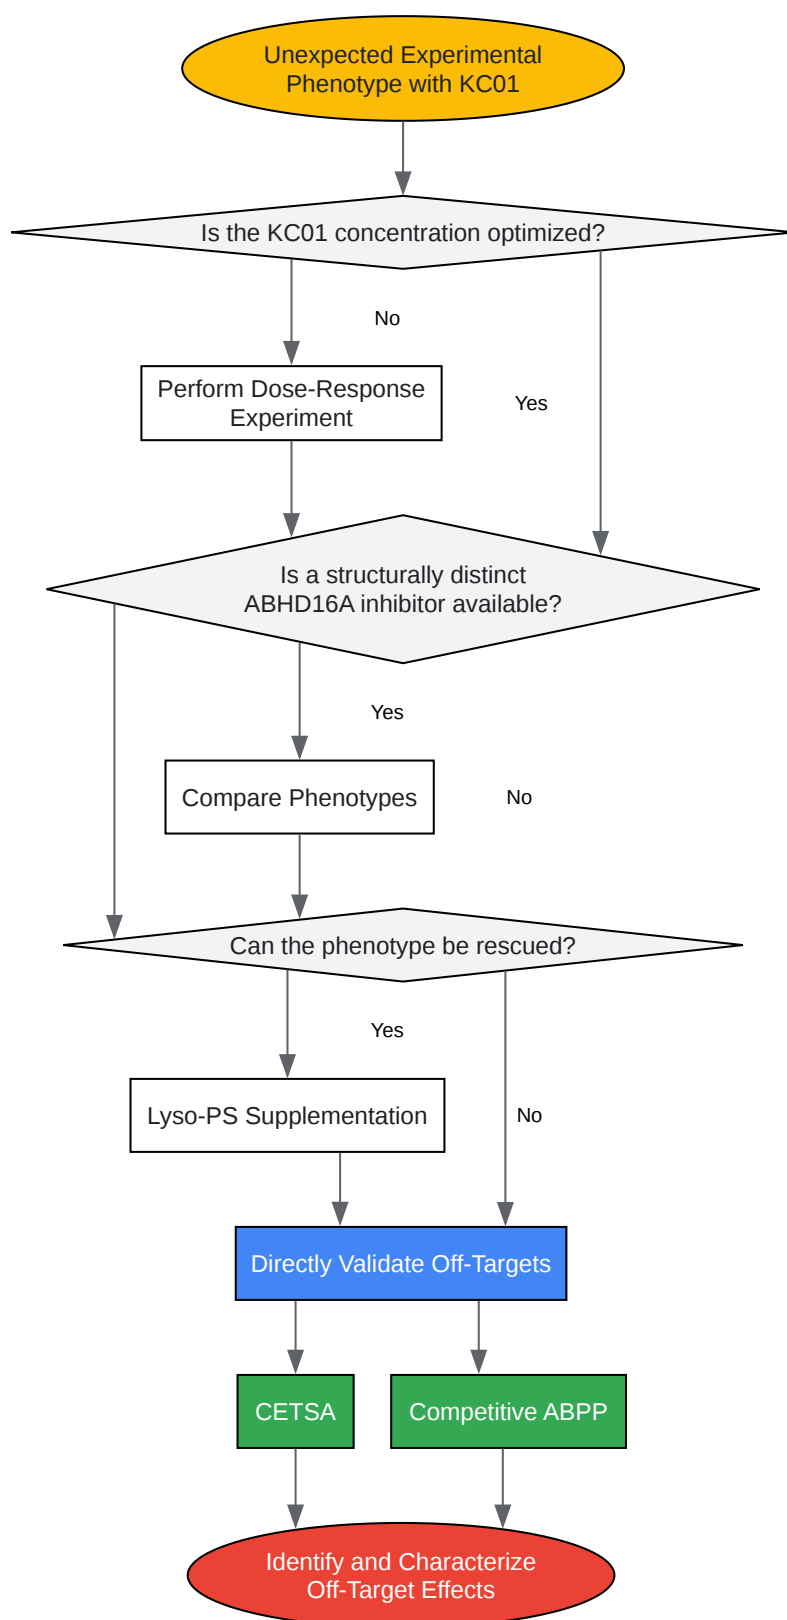 Unexpected Experimental
Phenotype with KC01
Is the KC01 concentration optimized?
No
Perform Dose-Response
Experiment
Yes
Is a structurally distinct
ABHD16A inhibitor available?
Yes
Compare Phenotypes
No
Can the phenotype be rescued?
Yes
Lyso-PS Supplementation
No
Directly Validate Off-Targets
CETSA
Competitive ABPP
Identify and Characterize
Off-Target Effects